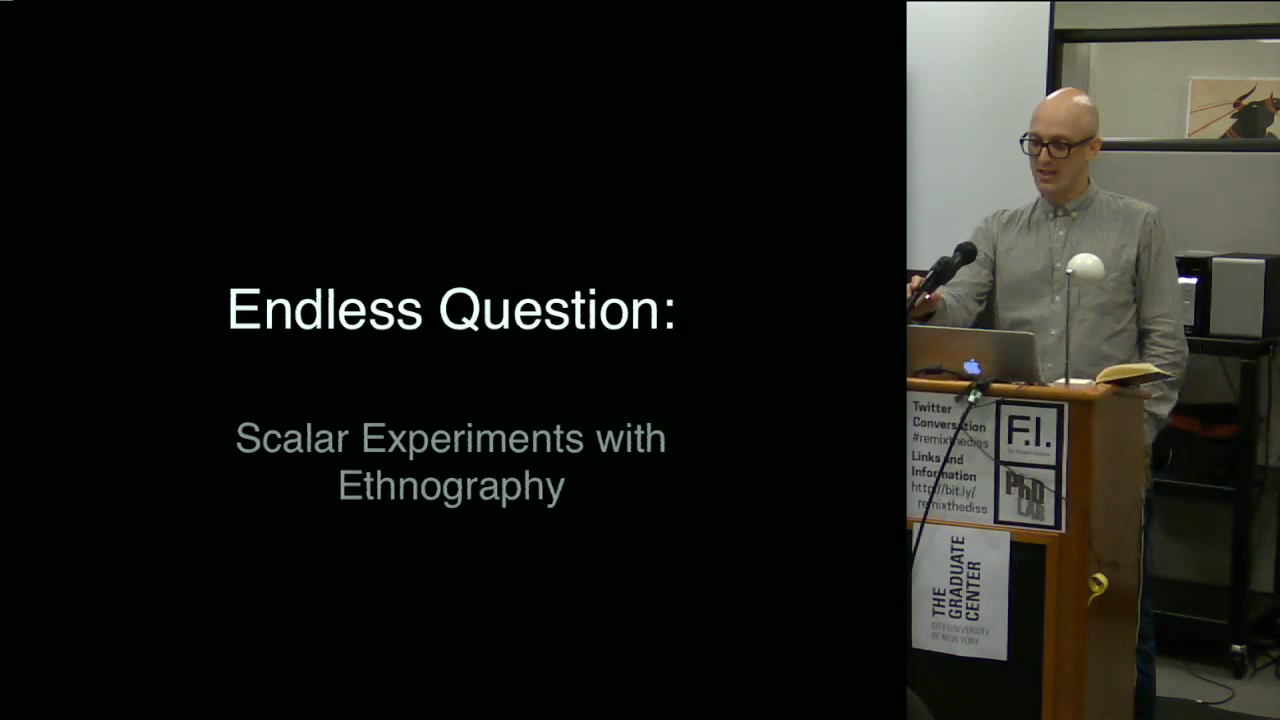 Endless Question:
Scalar Experiments with
Ethnography
Twitter
Conversation
#remixthediss
Links and
Information
http://bit.ly/
remixthediss
F.I.
PhD
LAB
THE
GRADUATE
CENTER
CITY UNIVERSITY
OF NEW YORK